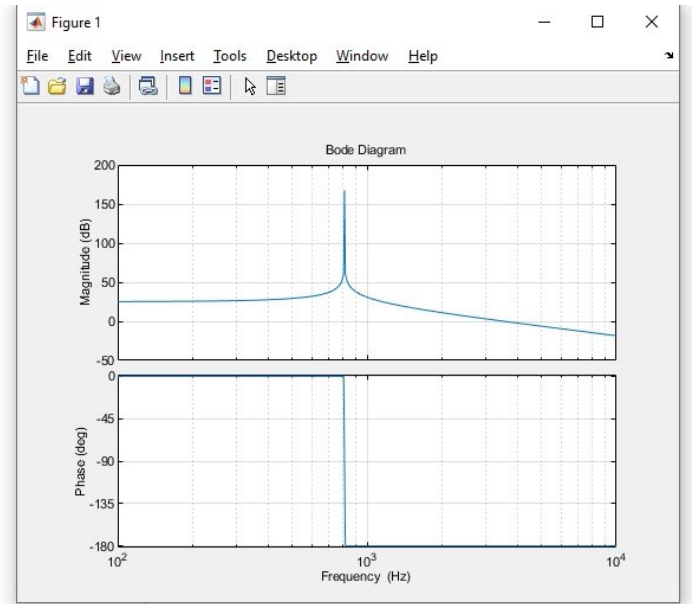 Figure 1
File Edit View Insert Tools Desktop Window Help
Bode Diagram
200
150
100
50
0
-50
Magnitude (dB)
0
-45
-90
-135
-180
Phase (deg)
10² 10³ 10⁴
Frequency (Hz)